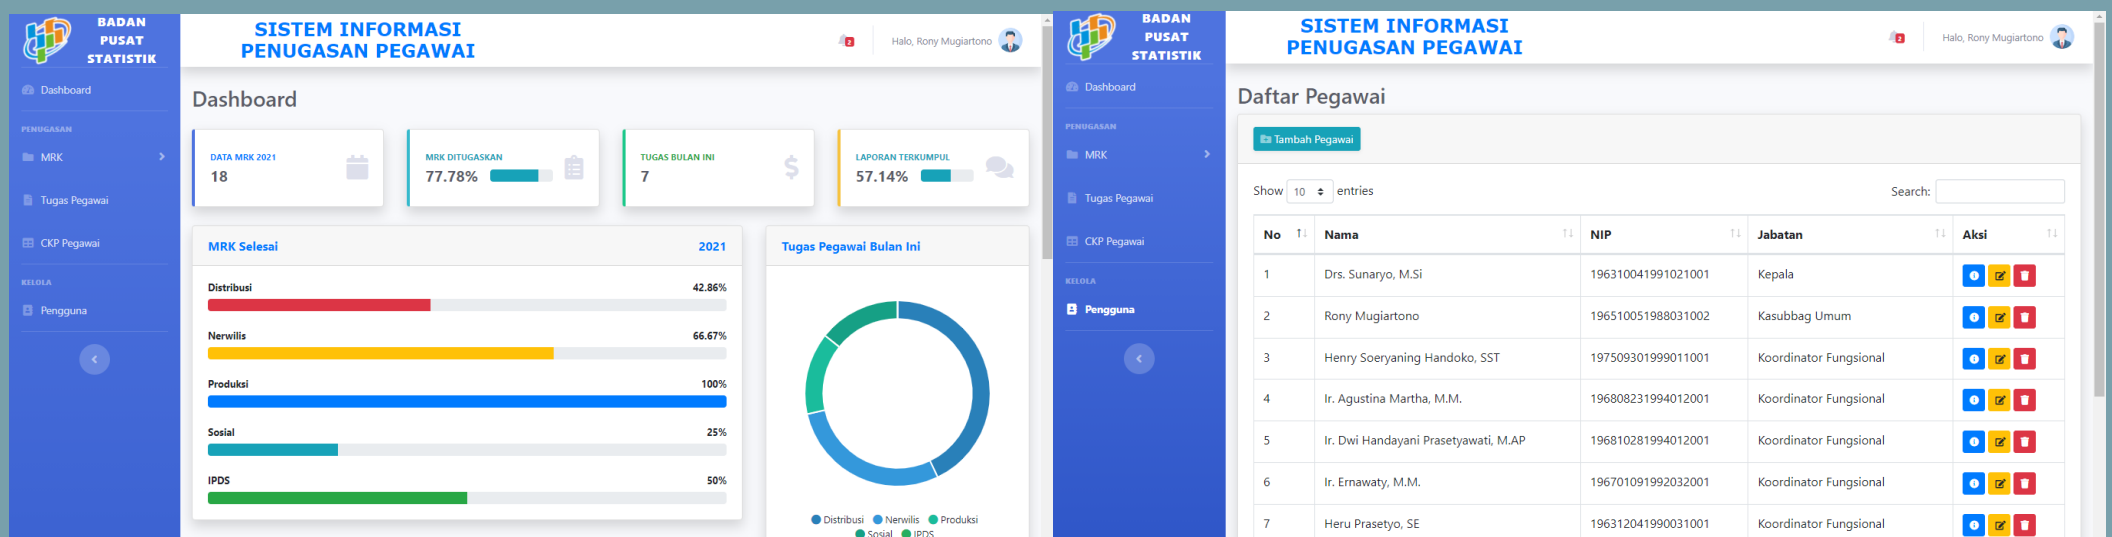 BADAN
PUSAT
STATISTIK
SISTEM INFORMASI
PENUGASAN PEGAWAI
2
Halo, Rony Mugiartono
Dashboard
PENUGASAN
MRK
Tugas Pegawai
CKP Pegawai
KELOLA
Pengguna
Dashboard
DATA MRK 2021
18
MRK DITUGASKAN
77.78%
TUGAS BULAN INI
7
LAPORAN TERKUMPUL
57.14%
MRK Selesai 2021
Distribusi 42.86%
Nerwilis 66.67%
Produksi 100%
Sosial 25%
IPDS 50%
Tugas Pegawai Bulan Ini
Distribusi Nerwilis Produksi
Sosial IPDS
BADAN
PUSAT
STATISTIK
SISTEM INFORMASI
PENUGASAN PEGAWAI
2
Halo, Rony Mugiartono
Dashboard
PENUGASAN
MRK
Tugas Pegawai
CKP Pegawai
KELOLA
Pengguna
Daftar Pegawai
Tambah Pegawai
Show 10 entries
Search:
No Nama NIP Jabatan Aksi
1 Drs. Sunaryo, M.Si 196310041991021001 Kepala
2 Rony Mugiartono 196510051988031002 Kasubbag Umum
3 Henry Soeryaning Handoko, SST 197509301999011001 Koordinator Fungsional
4 Ir. Agustina Martha, M.M. 196808231994012001 Koordinator Fungsional
5 Ir. Dwi Handayani Prasetyawati, M.AP 196810281994012001 Koordinator Fungsional
6 Ir. Ernawaty, M.M. 196701091992032001 Koordinator Fungsional
7 Heru Prasetyo, SE 196312041990031001 Koordinator Fungsional